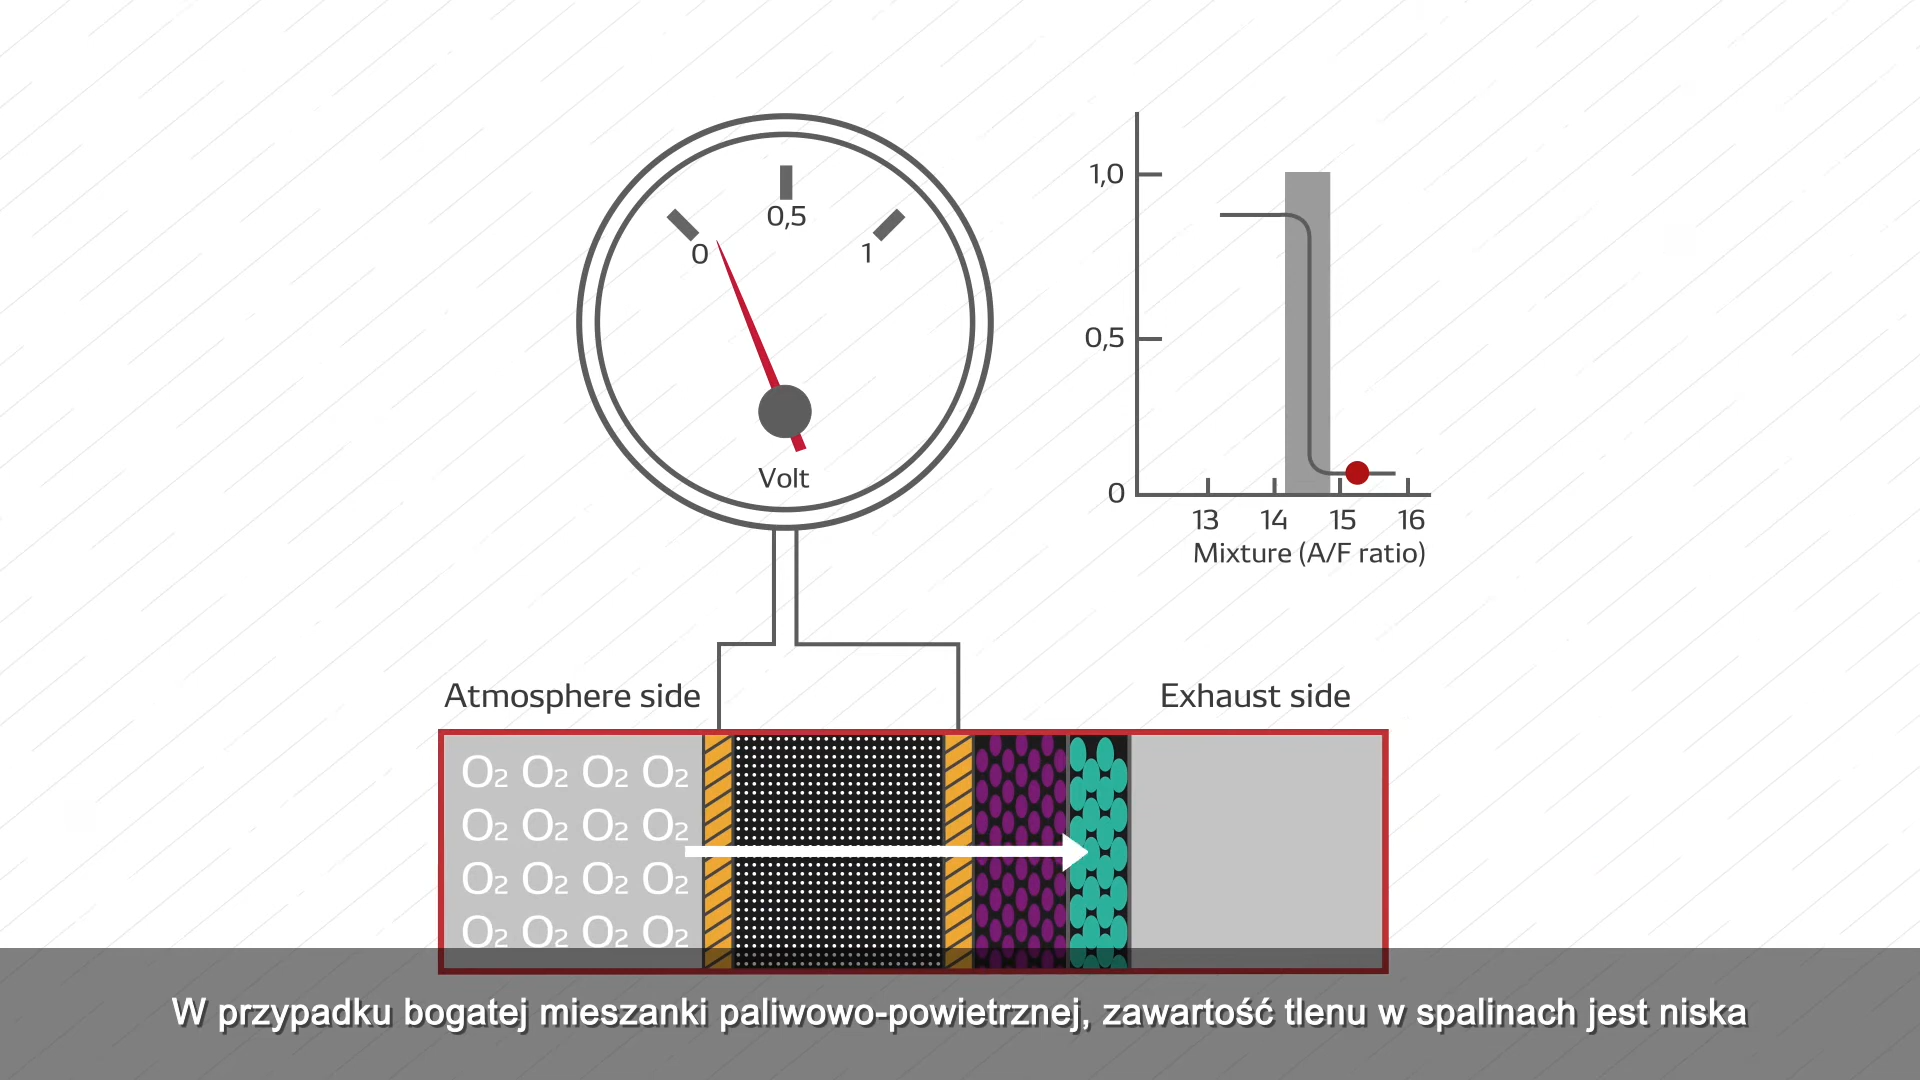 0
0,5
1
Volt
1,0
0,5
0
13 14 15 16
Mixture (A/F ratio)
Atmosphere side
Exhaust side
O2 O2 O2 O2
O2 O2 O2 O2
O2 O2 O2 O2
O2 O2 O2 O2
W przypadku bogatej mieszanki paliwowo-powietrznej, zawartość tlenu w spalinach jest niska